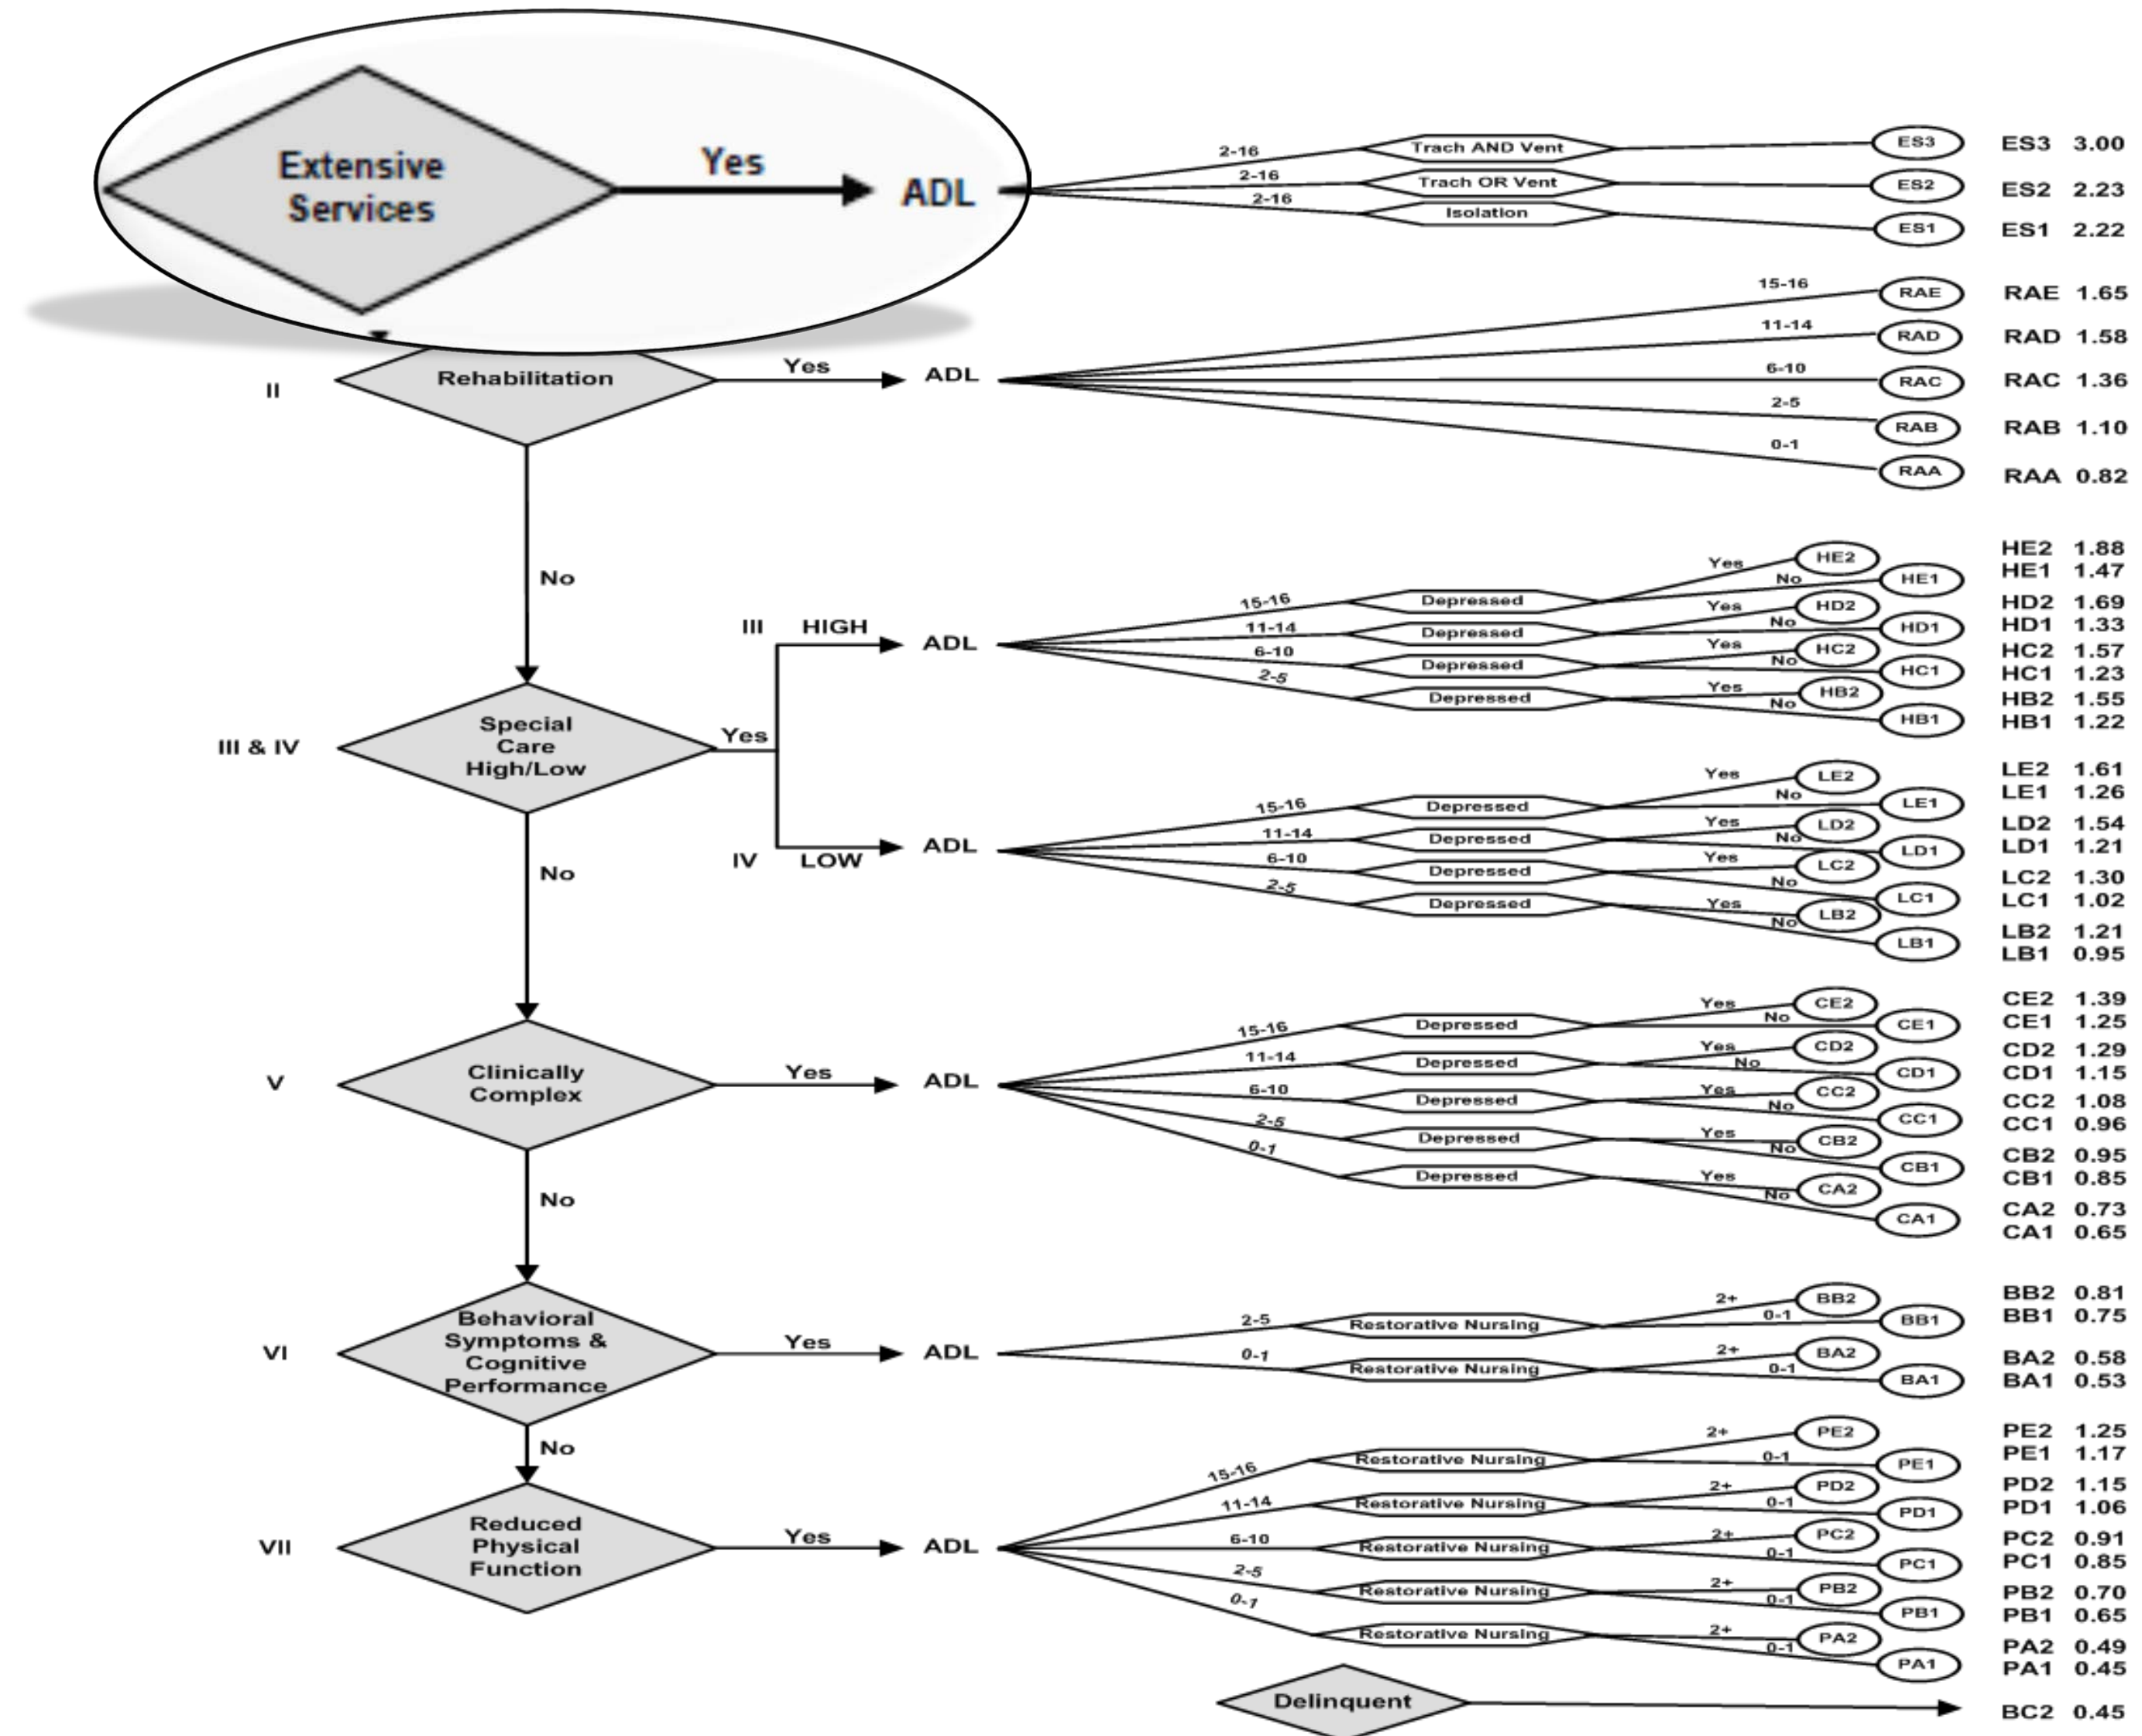 Extensive
Services
Yes
ADL
2-16
Trach AND Vent
ES3
ES3 3.00
2-16
Trach OR Vent
ES2
ES2 2.23
2-16
Isolation
ES1
ES1 2.22
II
Rehabilitation
Yes
ADL
15-16
RAE
RAE 1.65
11-14
RAD
RAD 1.58
6-10
RAC
RAC 1.36
2-5
RAB
RAB 1.10
0-1
RAA
RAA 0.82
No
III & IV
Special
Care
High/Low
Yes
III HIGH
ADL
15-16
Depressed
Yes
HE2
No
HE1
HE2 1.88
HE1 1.47
11-14
Depressed
Yes
HD2
No
HD1
HD2 1.69
HD1 1.33
6-10
Depressed
Yes
HC2
No
HC1
HC2 1.57
HC1 1.23
2-5
Depressed
Yes
HB2
No
HB1
HB2 1.55
HB1 1.22
IV LOW
ADL
15-16
Depressed
Yes
LE2
No
LE1
LE2 1.61
LE1 1.26
11-14
Depressed
Yes
LD2
No
LD1
LD2 1.54
LD1 1.21
6-10
Depressed
Yes
LC2
No
LC1
LC2 1.30
LC1 1.02
2-5
Depressed
Yes
LB2
No
LB1
LB2 1.21
LB1 0.95
No
V
Clinically
Complex
Yes
ADL
15-16
Depressed
Yes
CE2
No
CE1
CE2 1.39
CE1 1.25
11-14
Depressed
Yes
CD2
No
CD1
CD2 1.29
CD1 1.15
6-10
Depressed
Yes
CC2
No
CC1
CC2 1.08
CC1 0.96
2-5
Depressed
Yes
CB2
No
CB1
CB2 0.95
CB1 0.85
0-1
Depressed
Yes
CA2
No
CA1
CA2 0.73
CA1 0.65
No
VI
Behavioral
Symptoms &
Cognitive
Performance
Yes
ADL
2-5
Restorative Nursing
2+
BB2
0-1
BB1
BB2 0.81
BB1 0.75
0-1
Restorative Nursing
2+
BA2
0-1
BA1
BA2 0.58
BA1 0.53
No
VII
Reduced
Physical
Function
Yes
ADL
15-16
Restorative Nursing
2+
PE2
0-1
PE1
PE2 1.25
PE1 1.17
11-14
Restorative Nursing
2+
PD2
0-1
PD1
PD2 1.15
PD1 1.06
6-10
Restorative Nursing
2+
PC2
0-1
PC1
PC2 0.91
PC1 0.85
2-5
Restorative Nursing
2+
PB2
0-1
PB1
PB2 0.70
PB1 0.65
0-1
Restorative Nursing
2+
PA2
0-1
PA1
PA2 0.49
PA1 0.45
Delinquent
BC2 0.45